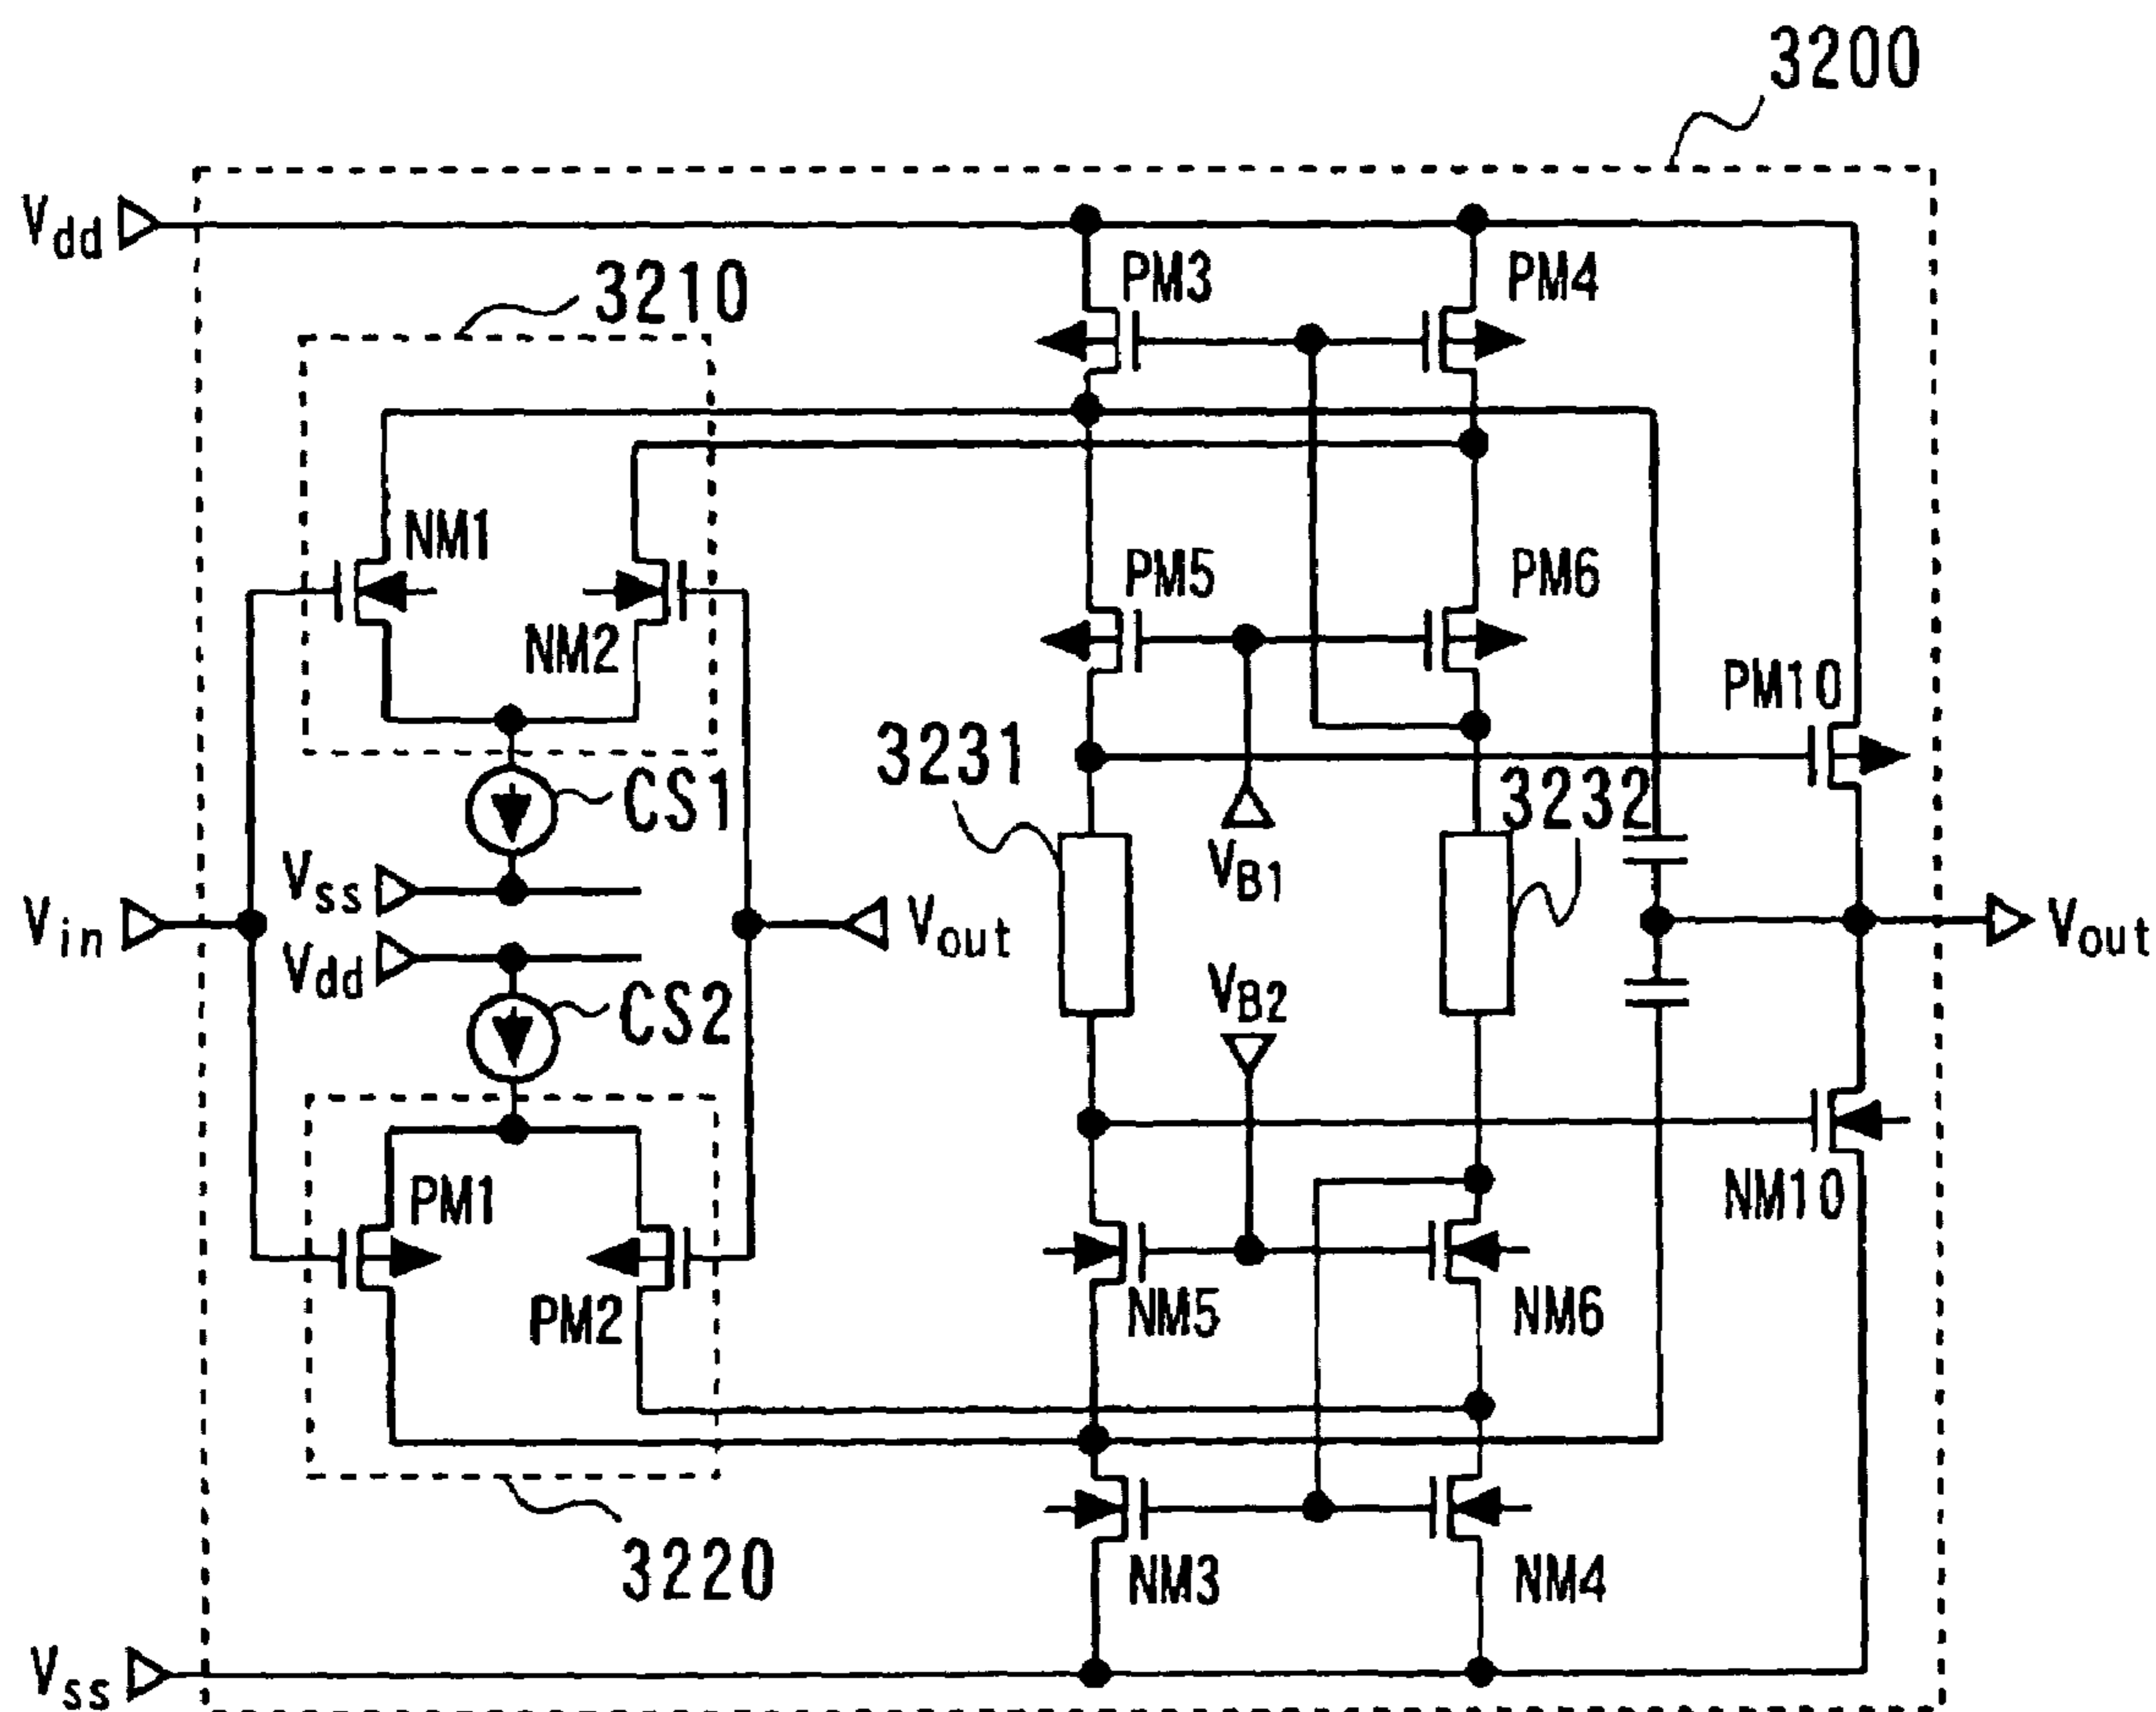 3200
Vdd
3210
PM3
PM4
NM1
NM2
PM5
PM6
PM10
3231
3232
CS1
VB1
Vss
Vin
Vout
Vout
Vdd
VB2
CS2
PM1
PM2
NM10
NM5
NM6
3220
NM3
NM4
Vss